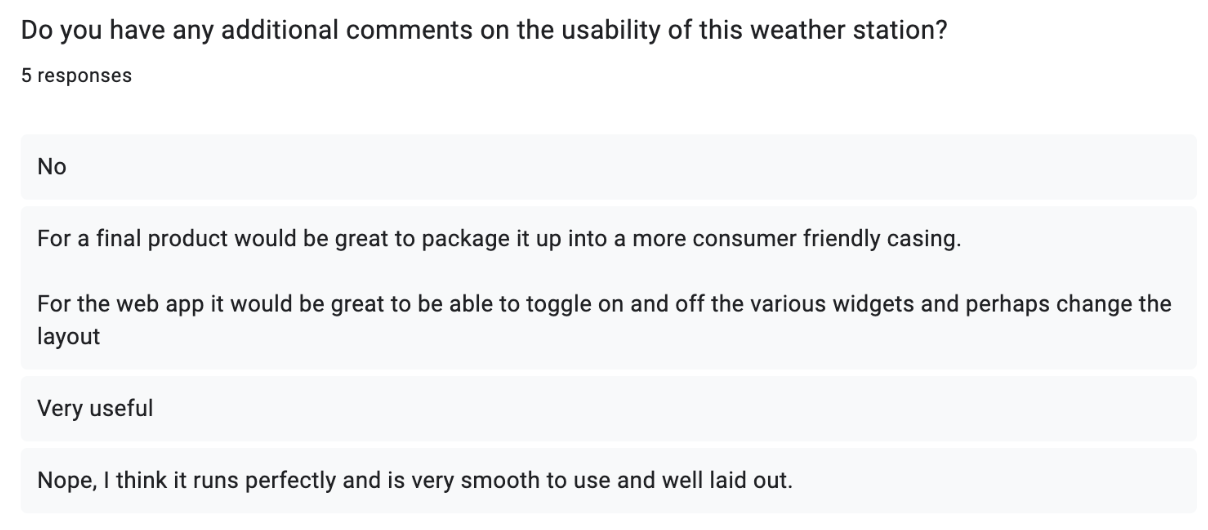 Do you have any additional comments on the usability of this weather station?
5 responses
No
For a final product would be great to package it up into a more consumer friendly casing.
For the web app it would be great to be able to toggle on and off the various widgets and perhaps change the
layout
Very useful
Nope, I think it runs perfectly and is very smooth to use and well laid out.